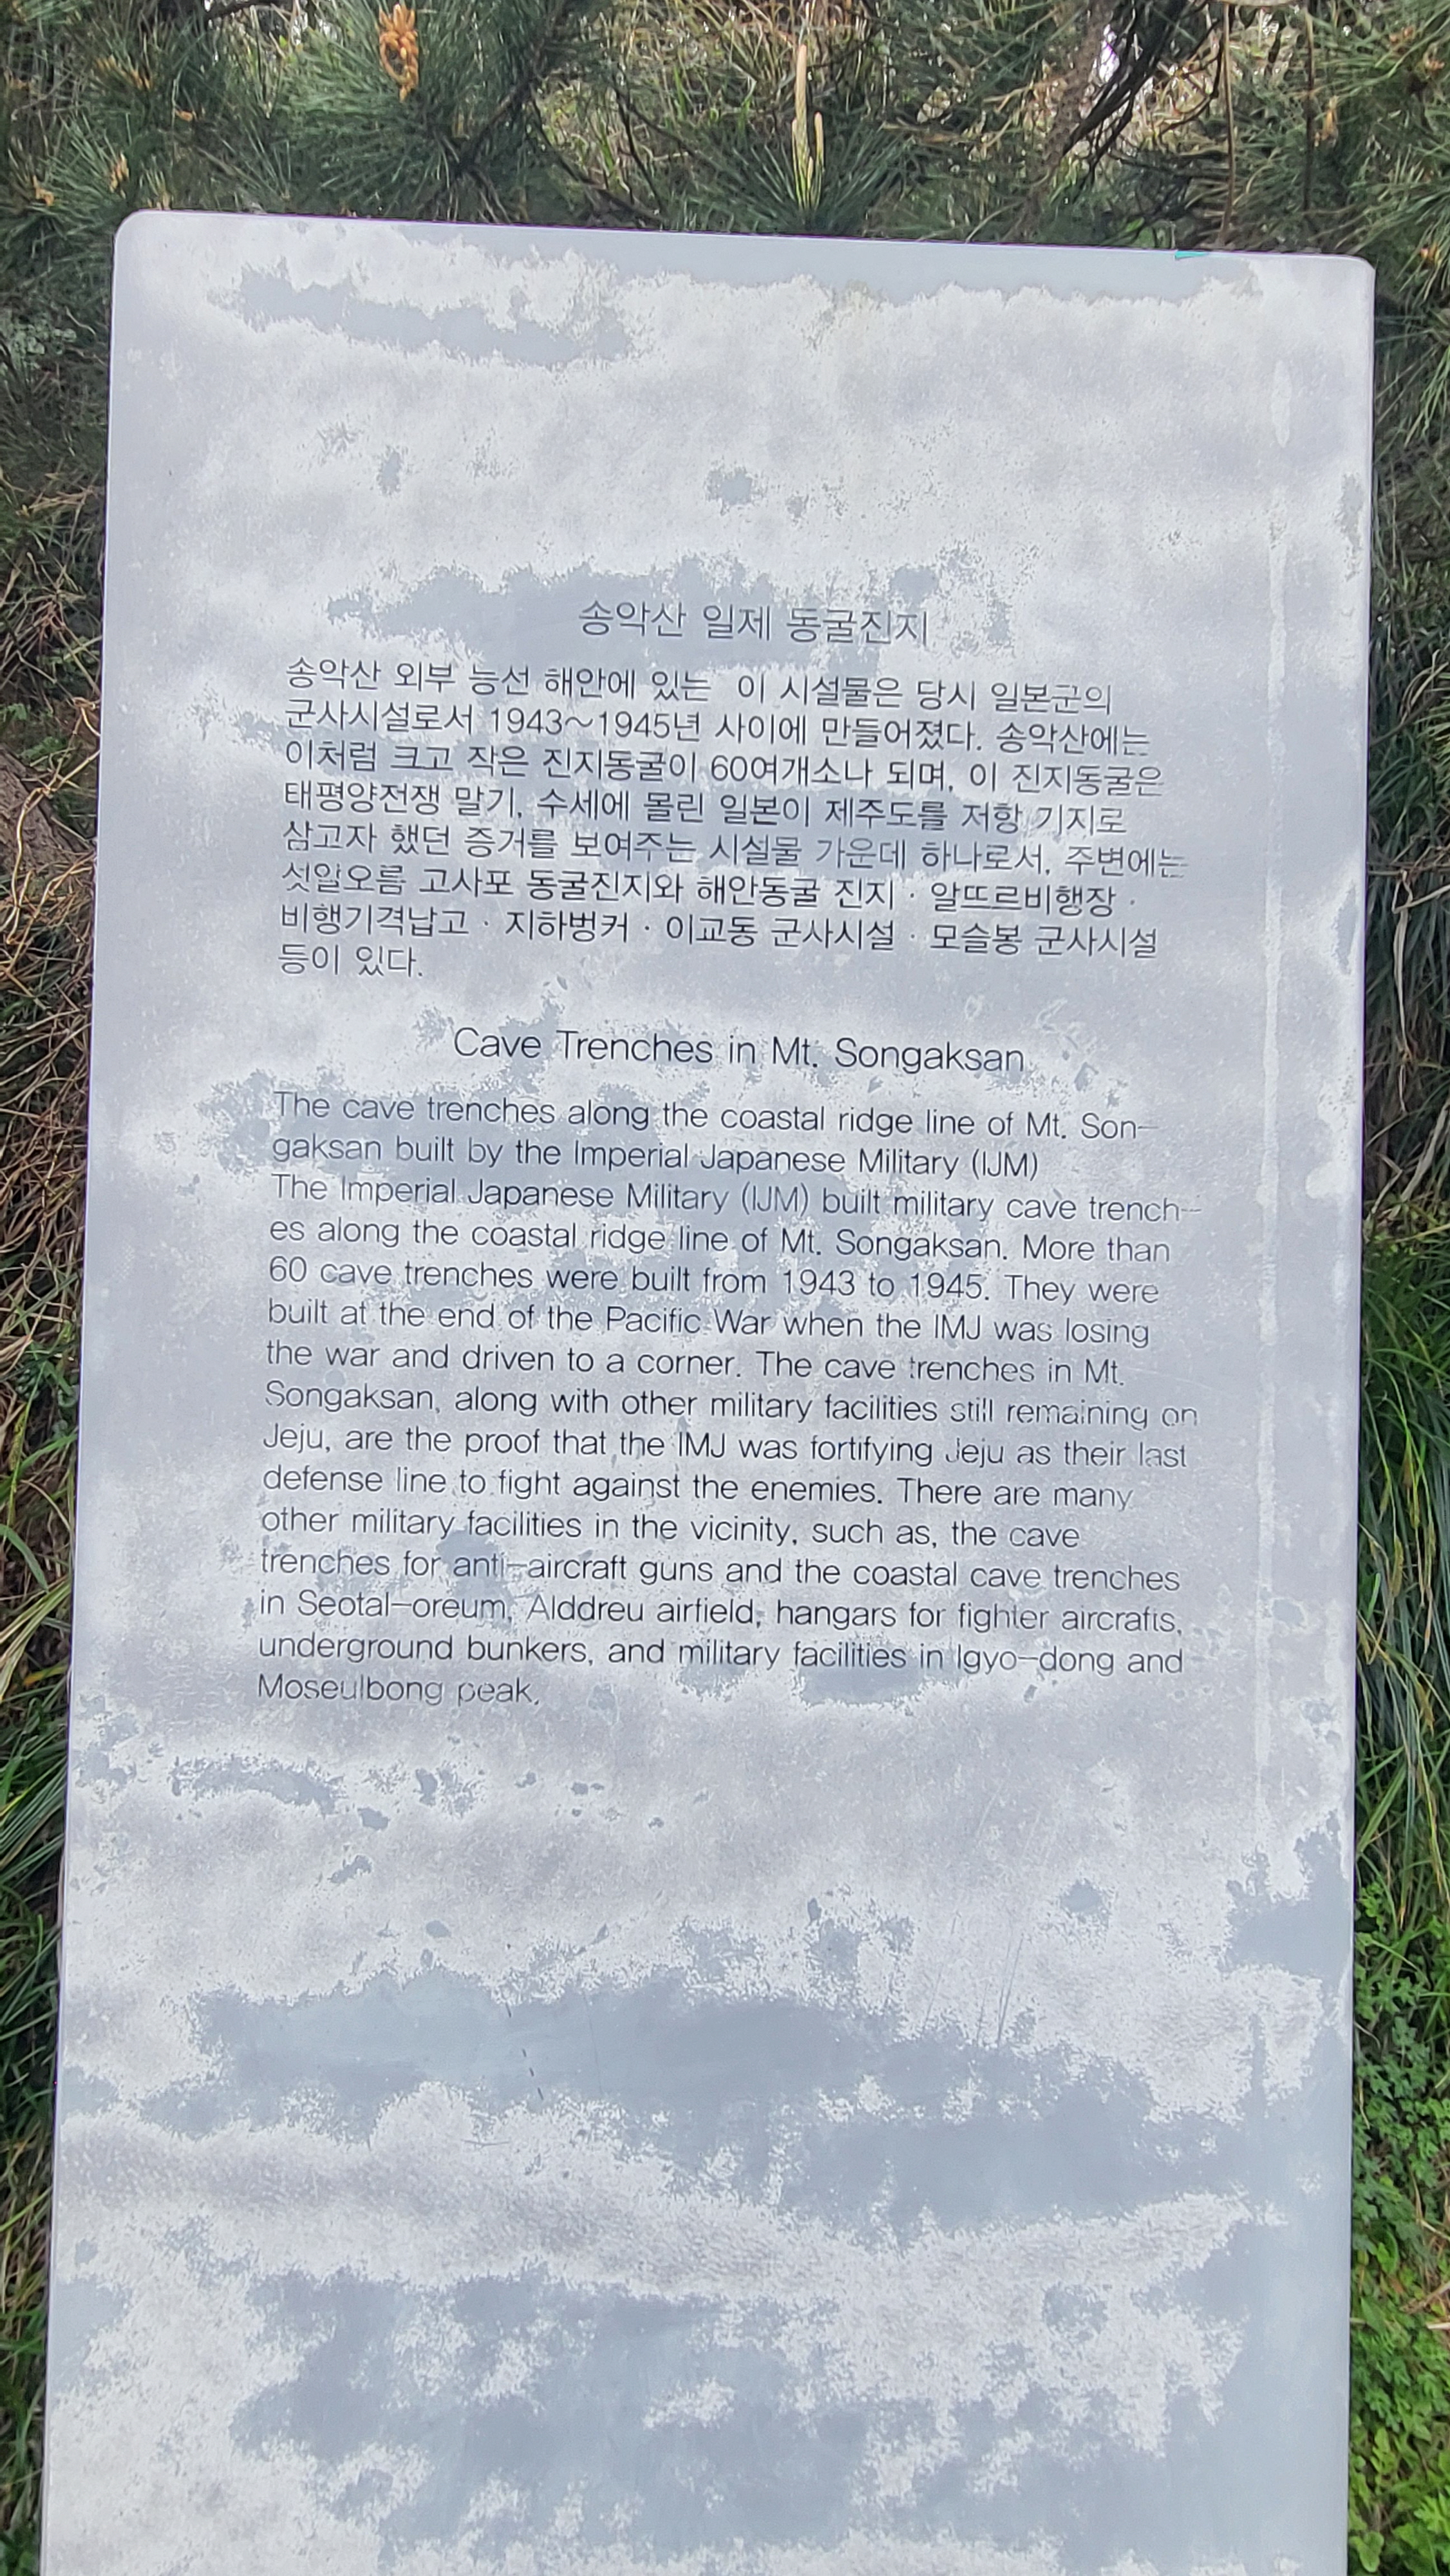 송악산 일제 동굴진지
송악산 외부 능선 해안에 있는 이 시설물은 당시 일본군의
군사시설로서 1943~1945년 사이에 만들어졌다. 송악산에는
이처럼 크고 작은 진지동굴이 60여개소나 되며, 이 진지동굴은
태평양전쟁 말기, 수세에 몰린 일본이 제주도를 저항 기지로
삼고자 했던 증거를 보여주는 시설물 가운데 하나로서, 주변에는
섯알오름 고사포 동굴진지와 해안동굴 진지 · 알뜨르비행장 ·
비행기격납고 · 지하벙커 · 이교동 군사시설 · 모슬봉 군사시설
등이 있다.
Cave Trenches in Mt. Songaksan
The cave trenches along the coastal ridge line of Mt. Son-
gaksan built by the Imperial Japanese Military (IJM)
The Imperial Japanese Military (IJM) built military cave trench-
es along the coastal ridge line of Mt. Songaksan. More than
60 cave trenches were built from 1943 to 1945. They were
built at the end of the Pacific War when the IMJ was losing
the war and driven to a corner. The cave trenches in Mt.
Songaksan, along with other military facilities still remaining on
Jeju, are the proof that the IMJ was fortifying Jeju as their last
defense line to fight against the enemies. There are many
other military facilities in the vicinity, such as, the cave
trenches for anti-aircraft guns and the coastal cave trenches
in Seotal-oreum, Alddreu airfield, hangars for fighter aircrafts,
underground bunkers, and military facilities in Igyo-dong and
Moseulbong peak.